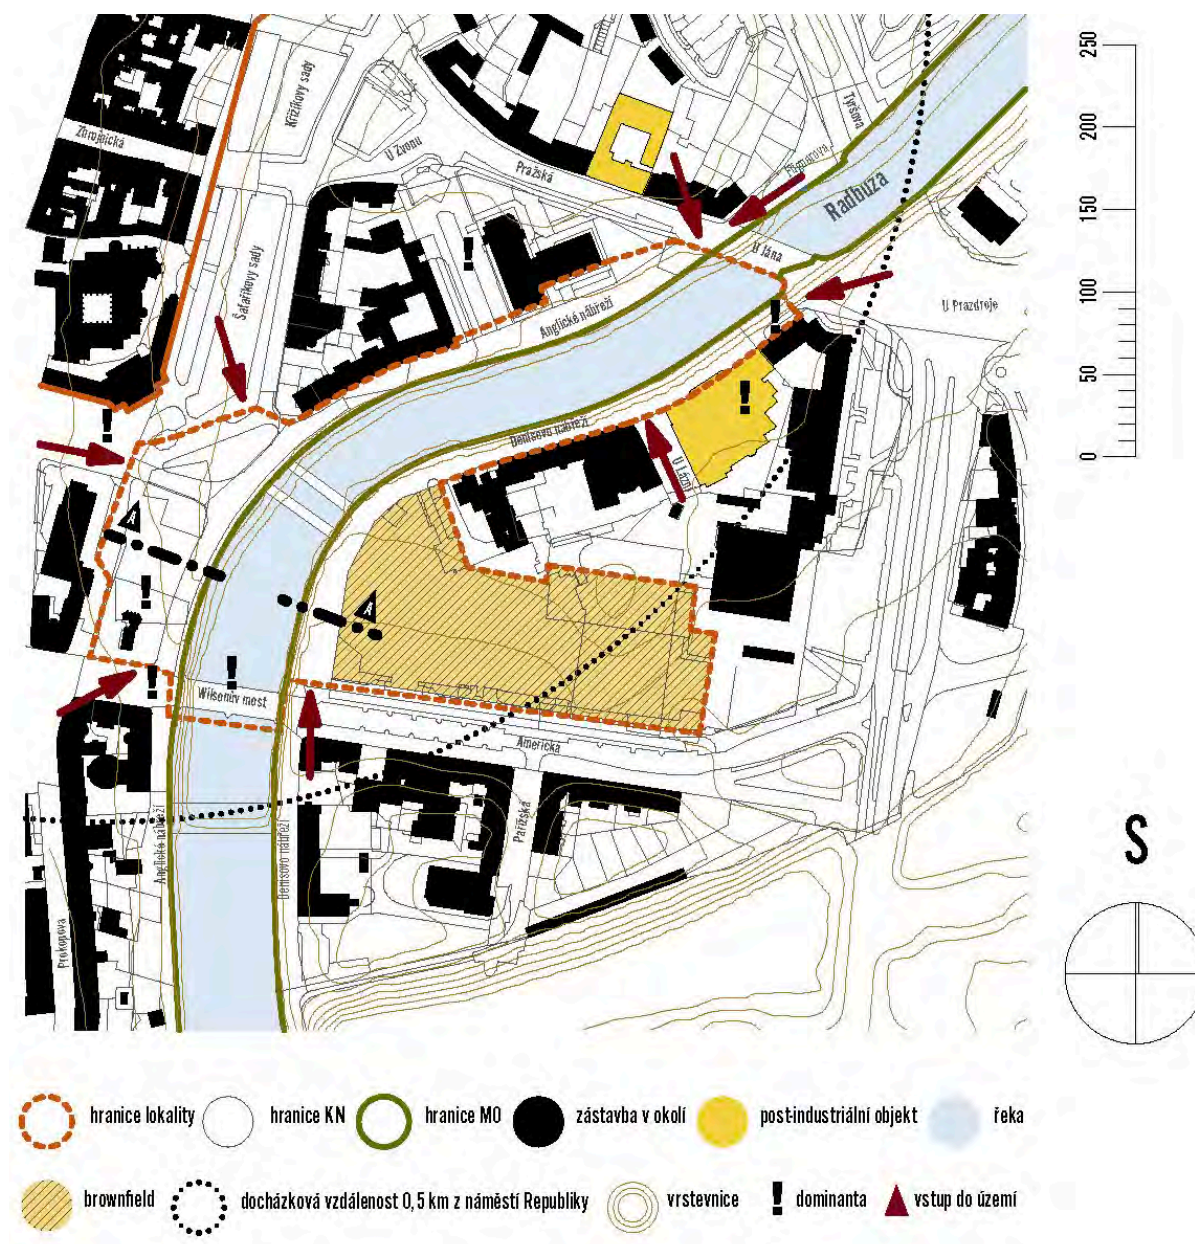 Křižíkovy sady
Zbrojnická
U Zvonu
Pražská
Tyršova
Radbuza
U Jána
Šafaříkovy sady
Anglické nábřeží
U Prazdroje
Denisovo nábřeží
A
A
Wilsonův most
Americká
Pařížská
Anglické nábřeží
Denisovo nábřeží
Prokopova
250
200
150
100
50
0
S
hranice lokality
hranice KN
hranice MO
zástavba v okolí
post-industriální objekt
řeka
brownfield
docházková vzdálenost 0,5 km z náměstí Republiky
vrstevnice
! dominanta
vstup do území